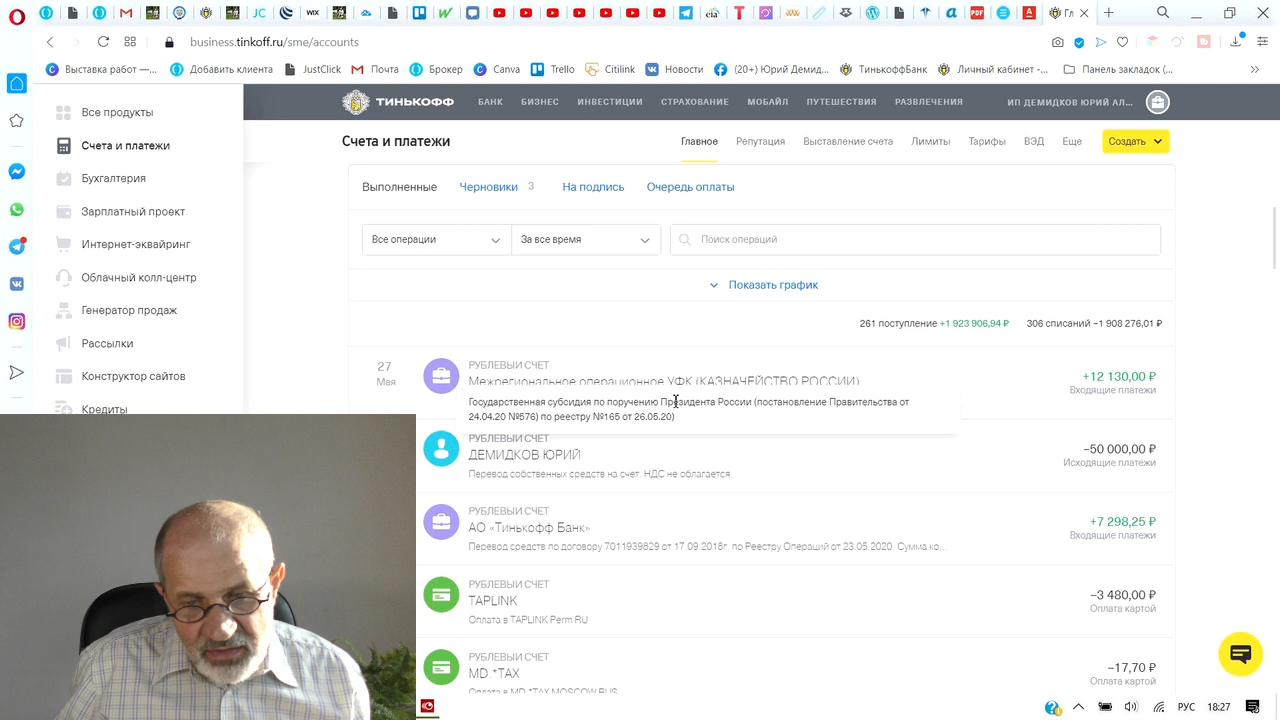 eia
WIX
PDF
A
Гл
business.tinkoff.ru/sme/accounts
Выставка работ —...
Добавить клиента
JustClick
Почта
Брокер
Canva
Trello
Citilink
Новости
(20+) Юрий Демид...
ТинькоффБанк
Личный кабинет -...
Панель закладок (...
ТИНЬКОФФ
БАНК
БИЗНЕС
ИНВЕСТИЦИИ
СТРАХОВАНИЕ
МОБАЙЛ
ПУТЕШЕСТВИЯ
РАЗВЛЕЧЕНИЯ
ИП ДЕМИДКОВ ЮРИЙ АЛ...
Все продукты
Счета и платежи
Бухгалтерия
Зарплатный проект
Интернет-эквайринг
Облачный колл-центр
Генератор продаж
Рассылки
Конструктор сайтов
Кредиты
Счета и платежи
Главное
Репутация
Выставление счета
Лимиты
Тарифы
ВЭД
Еще
Создать
Выполненные
Черновики 3
На подпись
Очередь оплаты
Все операции
За все время
Поиск операций
Показать график
261 поступление +1 923 906,94 ₽
306 списаний −1 908 276,01 ₽
27
Мая
РУБЛЕВЫЙ СЧЕТ
Межрегиональное операционное УФК (КАЗНАЧЕЙСТВО РОССИИ)
+12 130,00 ₽
Входящие платежи
Государственная субсидия по поручению Президента России (постановление Правительства от
24.04.20 №576) по реестру №165 от 26.05.20)
РУБЛЕВЫЙ СЧЕТ
ДЕМИДКОВ ЮРИЙ
Перевод собственных средств на счет. НДС не облагается.
−50 000,00 ₽
Исходящие платежи
РУБЛЕВЫЙ СЧЕТ
АО «Тинькофф Банк»
Перевод средств по договору 7011939829 от 17.09.2018г. по Реестру Операций от 23.05.2020. Сумма ко...
+7 298,25 ₽
Входящие платежи
РУБЛЕВЫЙ СЧЕТ
TAPLINK
Оплата в TAPLINK Perm RU
−3 480,00 ₽
Оплата картой
РУБЛЕВЫЙ СЧЕТ
MD.*TAX
Оплата в MD.*TAX MOSCOW RUS
−17,70 ₽
Оплата картой
РУС
18:27